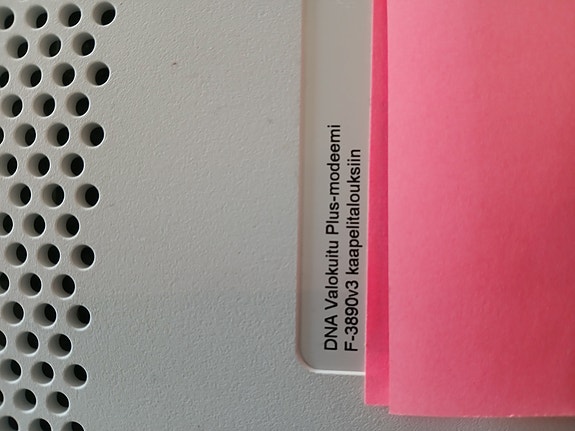 DNA Valokuitu Plus-modeemi
F-3890v3 kaapelitalouksiin